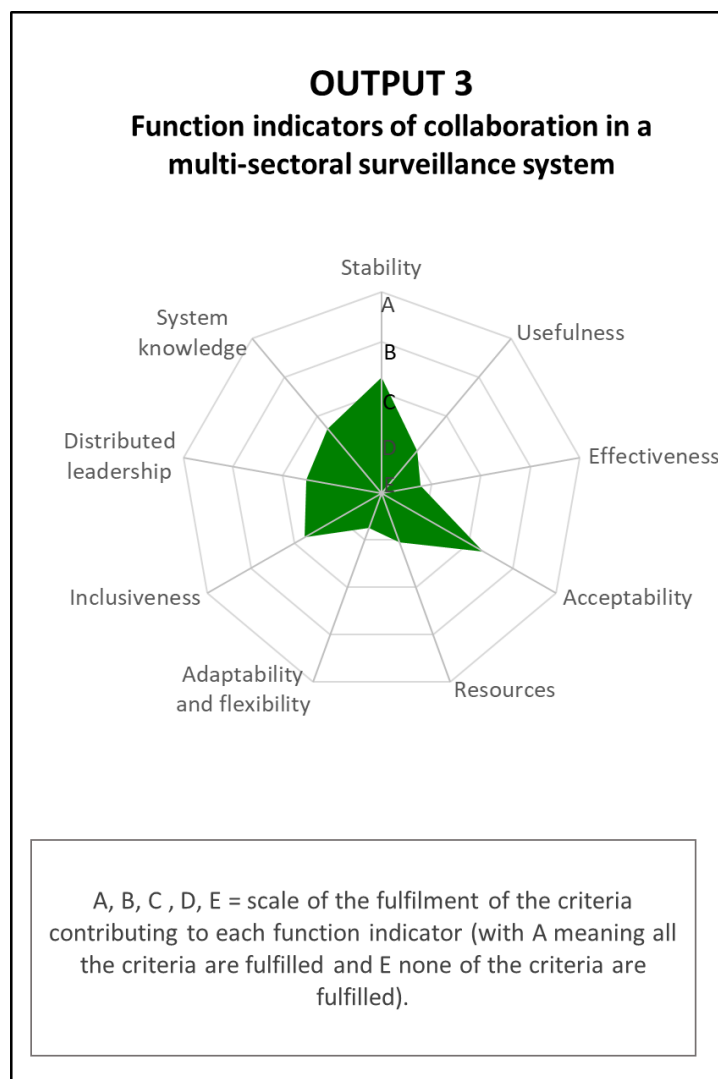 OUTPUT 3
Function indicators of collaboration in a
multi-sectoral surveillance system
Stability
A
System
knowledge
Usefulness
B
C
Distributed
leadership
D
Effectiveness
E
Inclusiveness
Acceptability
Adaptability
and flexibility
Resources
A, B, C , D, E = scale of the fulfilment of the criteria
contributing to each function indicator (with A meaning all
the criteria are fulfilled and E none of the criteria are
fulfilled).